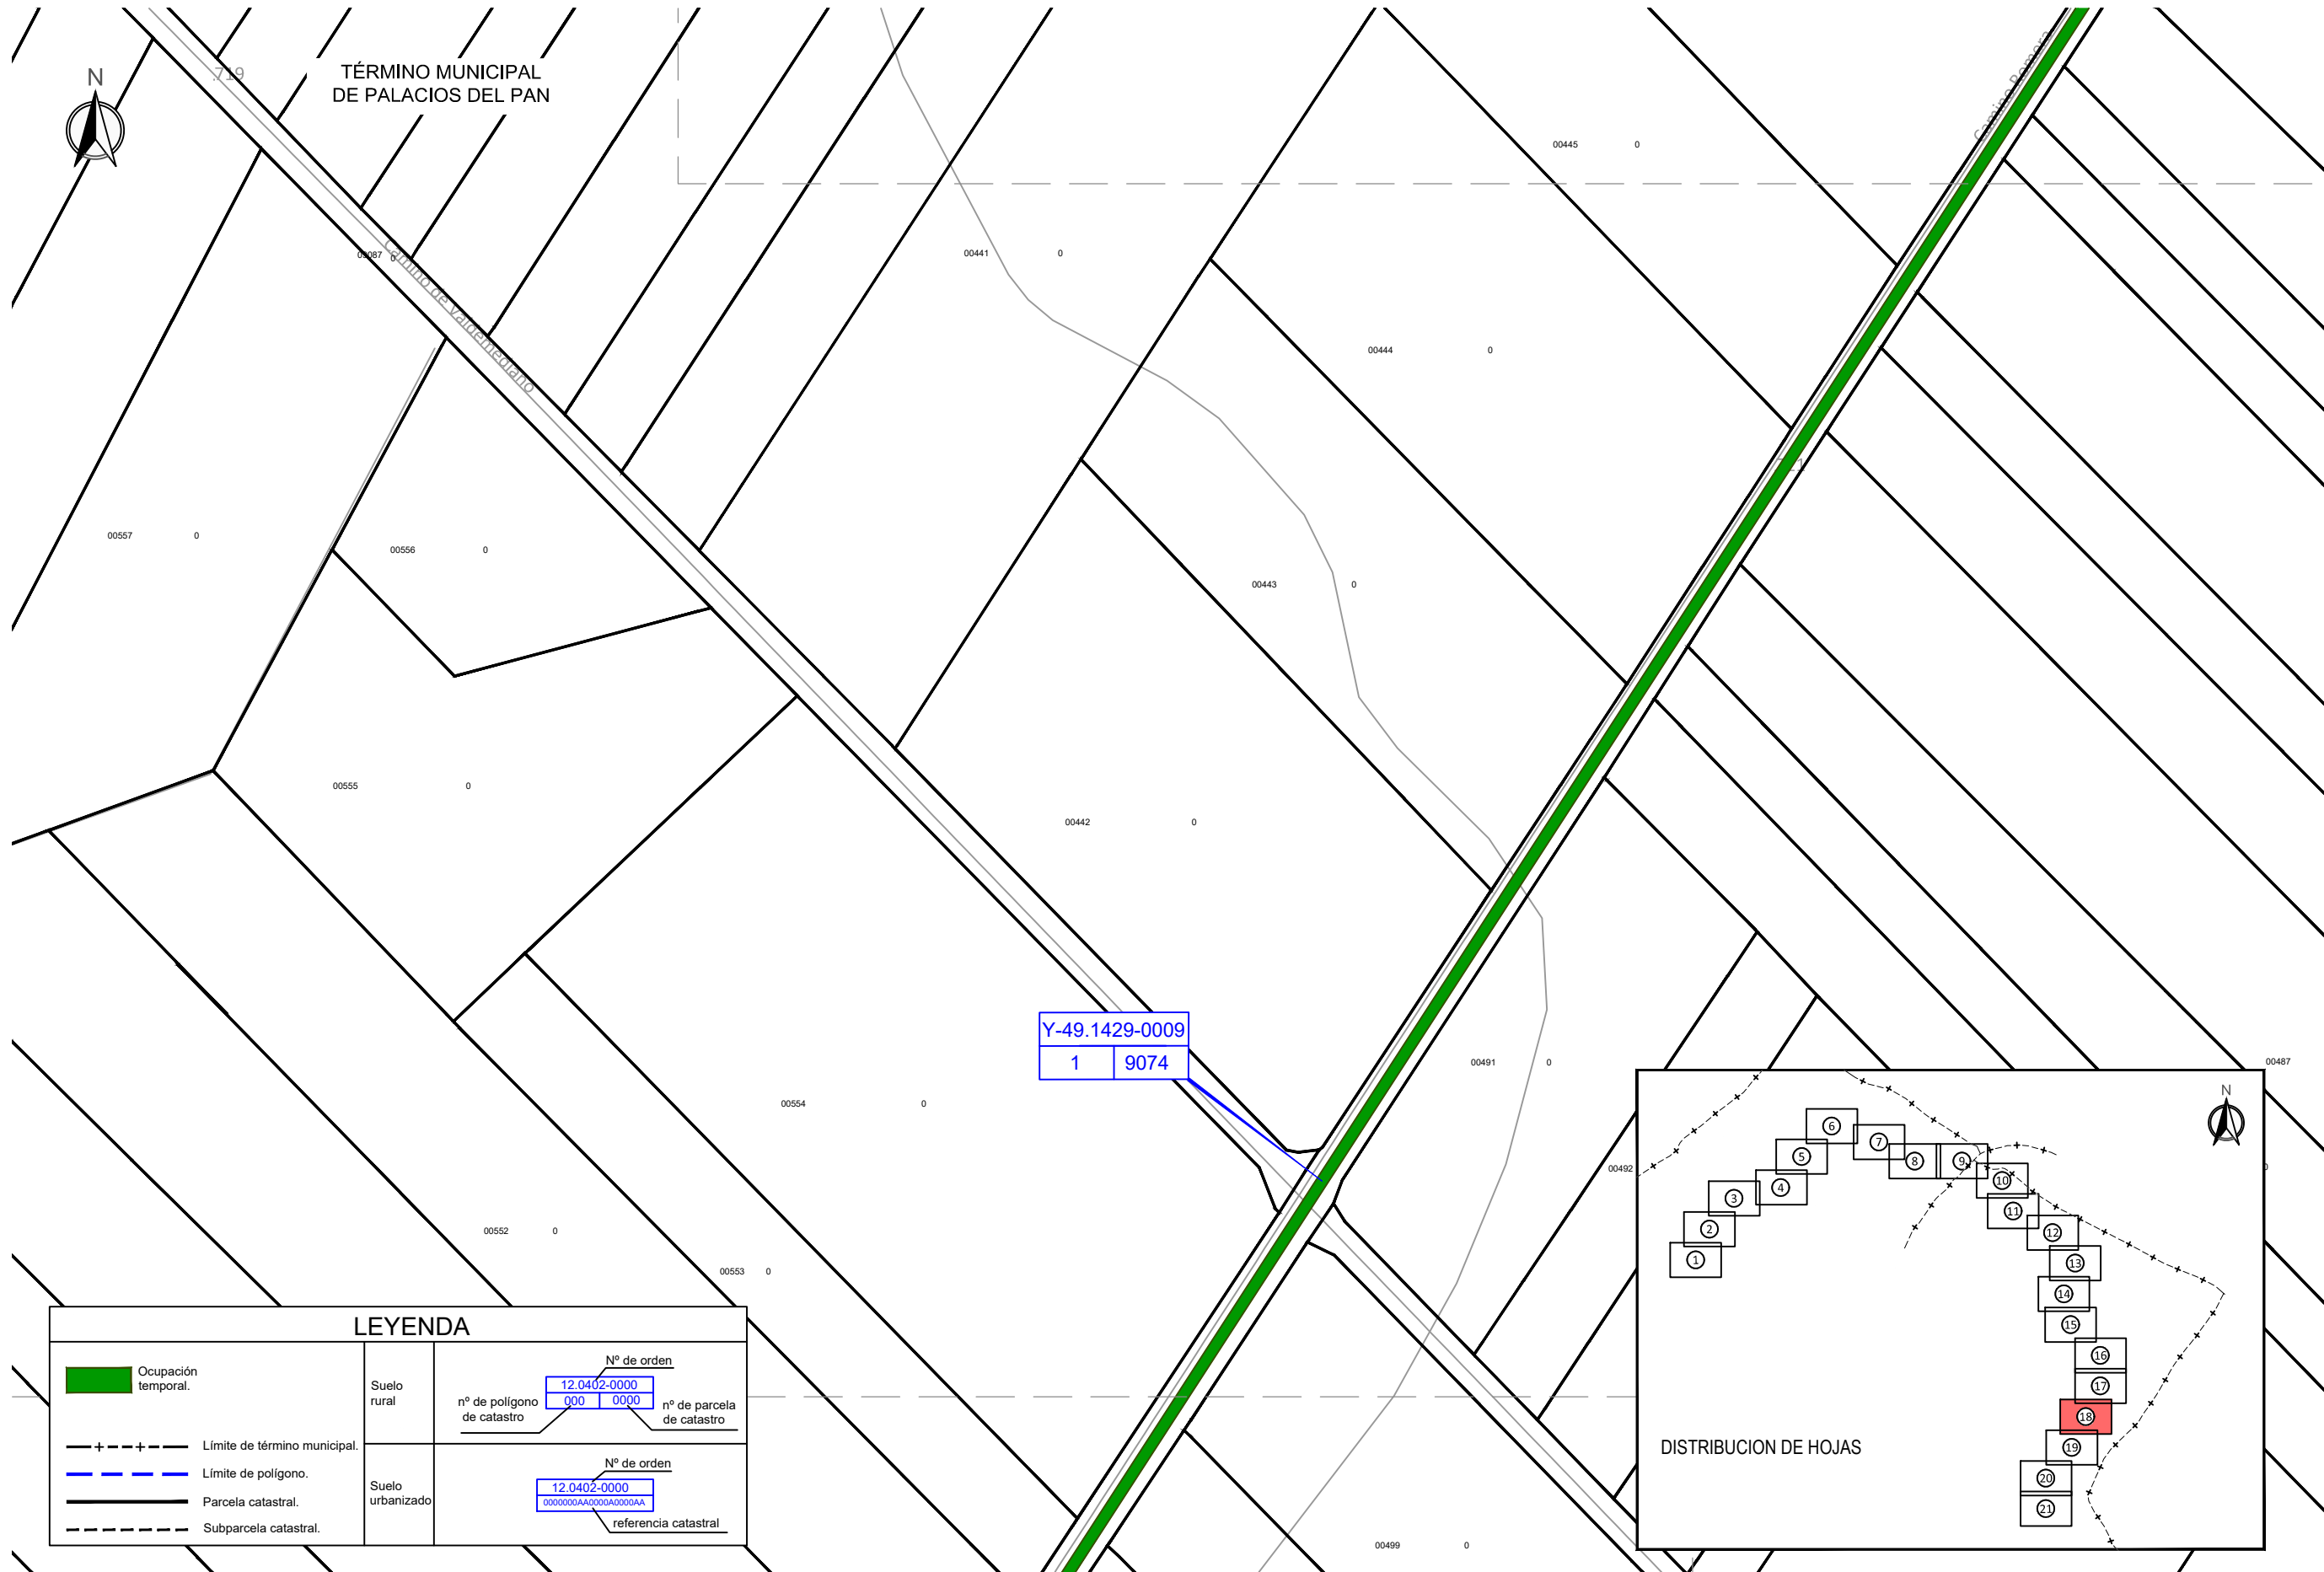 N
TÉRMINO MUNICIPAL
DE PALACIOS DEL PAN
719
Camino
00445 0
00441 0
09087 0
Camino de Valdemediano
00444 0
00557 0
00556 0
00443 0
00555 0
00442 0
Y-49.1429-0009
1 9074
00491 0
00487
00554 0
00492
00552 0
00553 0
00499 0
LEYENDA
Ocupación
temporal.
Límite de término municipal.
Límite de polígono.
Parcela catastral.
Subparcela catastral.
Suelo
rural
Nº de orden
12.0402-0000
000 0000
nº de polígono
de catastro
nº de parcela
de catastro
Suelo
urbanizado
Nº de orden
12.0402-0000
0000000AA0000A0000AA
referencia catastral
N
6
7
5
8
9
4
10
3
11
2
12
1
13
14
15
16
17
18
19
20
21
DISTRIBUCION DE HOJAS